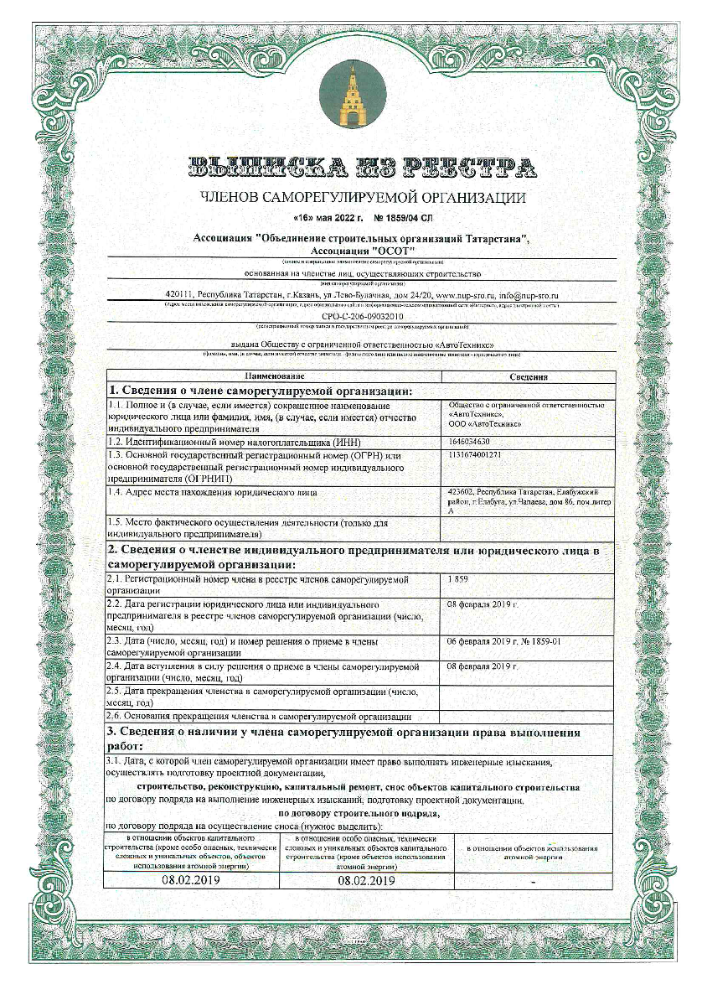 ВЫПИСКА ИЗ РЕЕСТРА
ЧЛЕНОВ САМОРЕГУЛИРУЕМОЙ ОРГАНИЗАЦИИ
«16» мая 2022 г. № 1859/04 СЛ
Ассоциация "Объединение строительных организаций Татарстана",
Ассоциация "ОСОТ"
(полное и сокращенное наименование саморегулируемой организации)
основанная на членстве лиц, осуществляющих строительство
(вид саморегулируемой организации)
420111, Республика Татарстан, г.Казань, ул Лево-Булачная, дом 24/20, www.nup-sro.ru, info@nup-sro.ru
(адрес места нахождения саморегулируемой организации, адрес официального сайта в информационно-телекоммуникационной сети «Интернет», адрес электронной почты)
СРО-С-206-09032010
(регистрационный номер записи в государственном реестре саморегулируемых организаций)
выдана Обществу с ограниченной ответственностью «АвтоТехникс»
(фамилия, имя, (в случае, если имеется) отчество заявителя - физического лица или полное наименование заявителя - юридического лица)
Наименование Сведения
1. Сведения о члене саморегулируемой организации:
1.1. Полное и (в случае, если имеется) сокращенное наименование
юридического лица или фамилия, имя, (в случае, если имеется) отчество
индивидуального предпринимателя
Общество с ограниченной ответственностью
«АвтоТехникс»,
ООО «АвтоТехникс»
1.2. Идентификационный номер налогоплательщика (ИНН) 1646034630
1.3. Основной государственный регистрационный номер (ОГРН) или
основной государственный регистрационный номер индивидуального
предпринимателя (ОГРНИП)
1131674001271
1.4. Адрес места нахождения юридического лица
423602, Республика Татарстан, Елабужский
район, г.Елабуга, ул.Чапаева, дом 86, пом.литер
А
1.5. Место фактического осуществления деятельности (только для
индивидуального предпринимателя)
2. Сведения о членстве индивидуального предпринимателя или юридического лица в
саморегулируемой организации:
2.1. Регистрационный номер члена в реестре членов саморегулируемой
организации
1 859
2.2. Дата регистрации юридического лица или индивидуального
предпринимателя в реестре членов саморегулируемой организации (число,
месяц, год)
08 февраля 2019 г.
2.3. Дата (число, месяц, год) и номер решения о приеме в члены
саморегулируемой организации
06 февраля 2019 г. № 1859-01
2.4. Дата вступления в силу решения о приеме в члены саморегулируемой
организации (число, месяц, год)
08 февраля 2019 г.
2.5. Дата прекращения членства в саморегулируемой организации (число,
месяц, год)
2.6. Основания прекращения членства в саморегулируемой организации
3. Сведения о наличии у члена саморегулируемой организации права выполнения
работ:
3.1. Дата, с которой член саморегулируемой организации имеет право выполнять инженерные изыскания,
осуществлять подготовку проектной документации,
строительство, реконструкцию, капитальный ремонт, снос объектов капитального строительства
по договору подряда на выполнение инженерных изысканий, подготовку проектной документации,
по договору строительного подряда,
по договору подряда на осуществление сноса (нужное выделить):
в отношении объектов капитального
строительства (кроме особо опасных, технически
сложных и уникальных объектов, объектов
использования атомной энергии)
в отношении особо опасных, технически
сложных и уникальных объектов капитального
строительства (кроме объектов использования
атомной энергии)
в отношении объектов использования
атомной энергии
08.02.2019 08.02.2019 -